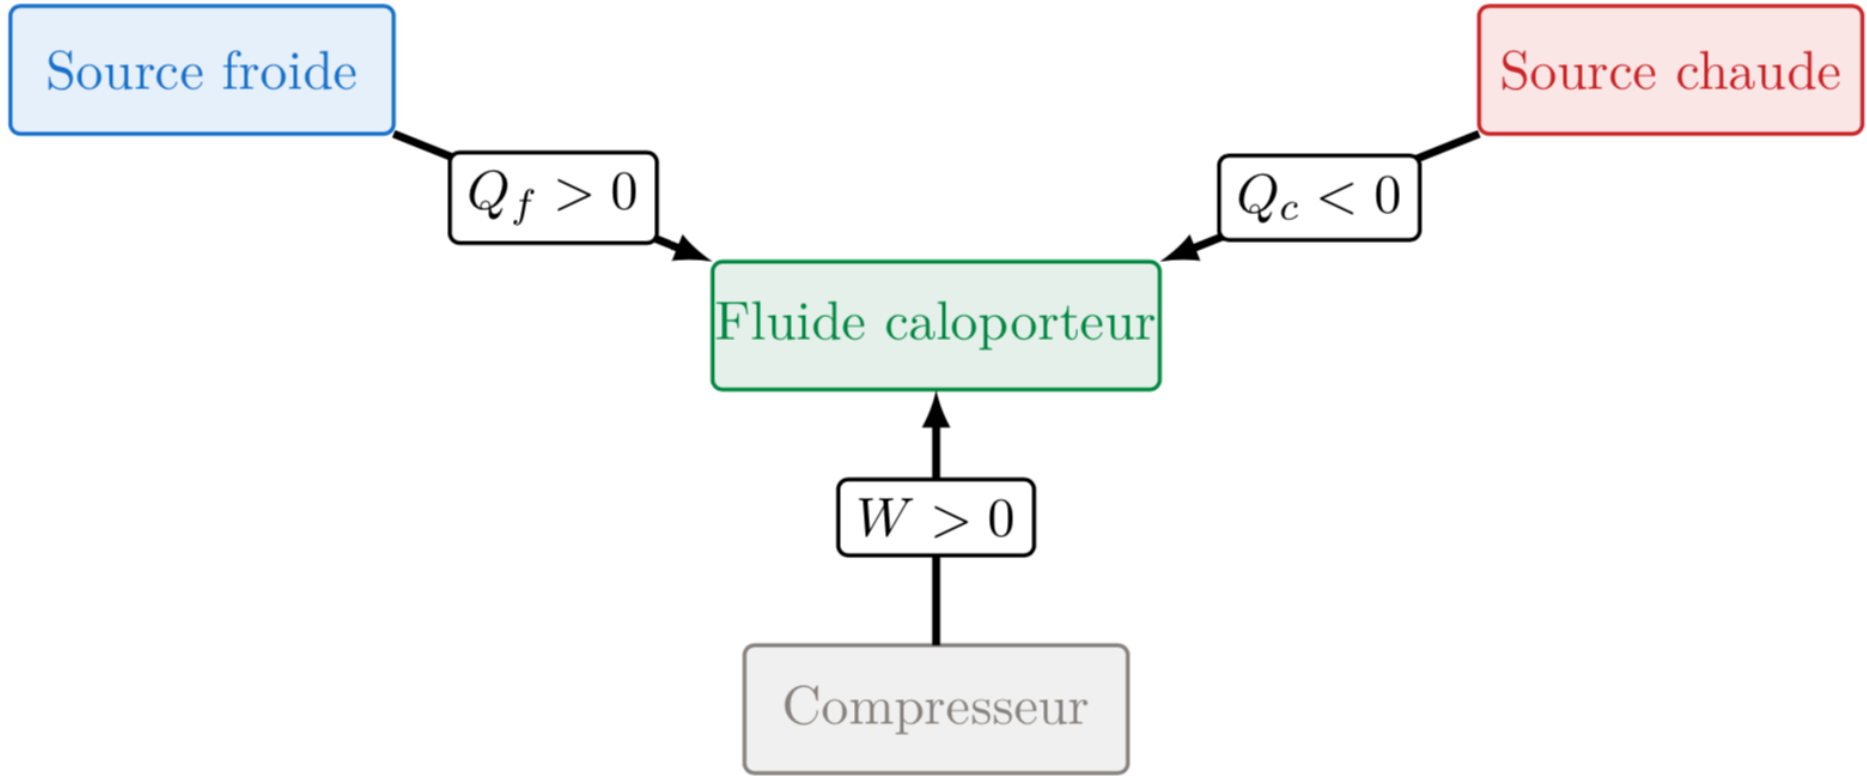 Source froide
Source chaude
Q_f > 0
Q_c < 0
Fluide caloporteur
W > 0
Compresseur